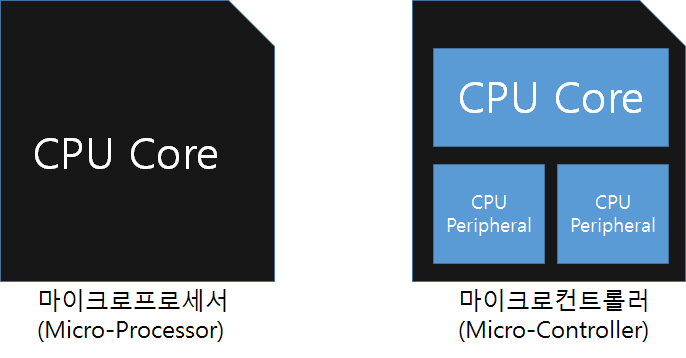 CPU Core
마이크로프로세서
(Micro-Processor)
CPU Core
CPU
Peripheral
CPU
Peripheral
마이크로컨트롤러
(Micro-Controller)